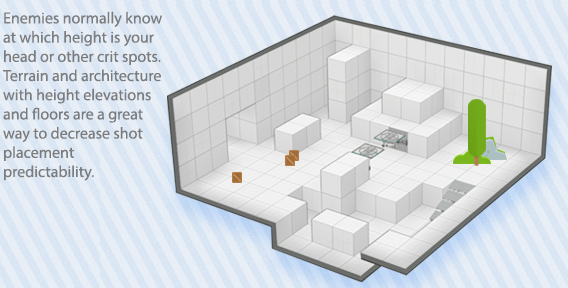 Enemies normally know
at which height is your
head or other crit spots.
Terrain and architecture
with height elevations
and floors are a great
way to decrease shot
placement
predictability.